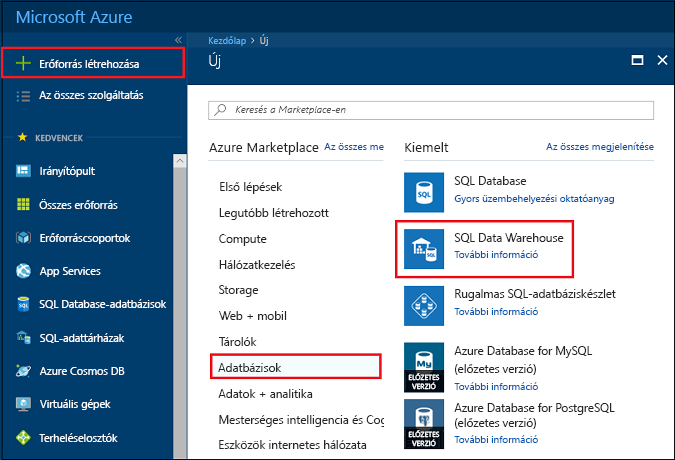 Microsoft Azure
Erőforrás létrehozása
Az összes szolgáltatás
KEDVENCEK
Irányítópult
Összes erőforrás
Erőforráscsoportok
App Services
SQL Database-adatbázisok
SQL-adattárházak
Azure Cosmos DB
Virtuális gépek
Terheléselosztók
Kezdőlap > Új
Új
Keresés a Marketplace-en
Azure Marketplace Az összes me
Első lépések
Legutóbb létrehozott
Compute
Hálózatkezelés
Storage
Web + mobil
Tárolók
Adatbázisok
Adatok + analitika
Mesterséges intelligencia és Cog
Eszközök internetes hálózata
Kiemelt Az összes megjelenítése
SQL
SQL Database
Gyors üzembehelyezési oktatóanyag
SQL
SQL Data Warehouse
További információ
Rugalmas SQL-adatbáziskészlet
További információ
My
ELŐZETES
VERZIÓ
Azure Database for MySQL
(előzetes verzió)
További információ
ELŐZETES
VERZIÓ
Azure Database for PostgreSQL
(előzetes verzió)
További információ